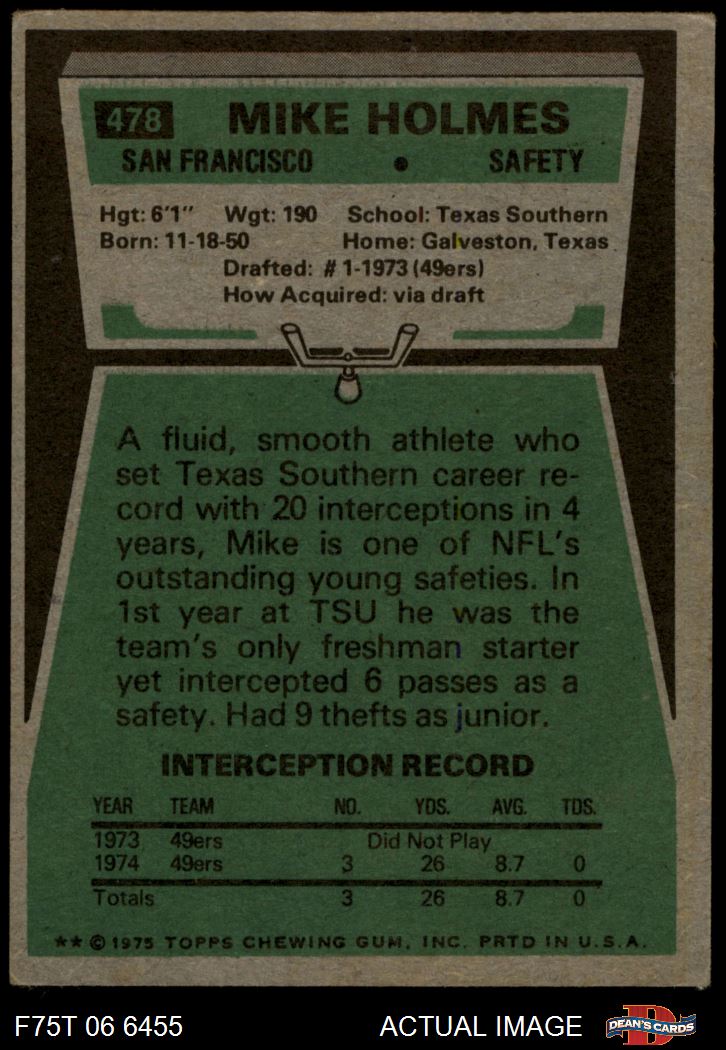 478 MIKE HOLMES
SAN FRANCISCO • SAFETY
Hgt: 6'1" Wgt: 190 School: Texas Southern
Born: 11-18-50 Home: Galveston, Texas
Drafted: # 1-1973 (49ers)
How Acquired: via draft
A fluid, smooth athlete who
set Texas Southern career re-
cord with 20 interceptions in 4
years, Mike is one of NFL's
outstanding young safeties. In
1st year at TSU he was the
team's only freshman starter
yet intercepted 6 passes as a
safety. Had 9 thefts as junior.
INTERCEPTION RECORD
YEAR TEAM NO. YDS. AVG. TDS.
1973 49ers Did Not Play
1974 49ers 3 26 8.7 0
Totals 3 26 8.7 0
★★ © 1975 TOPPS CHEWING GUM, INC. PRTD IN U.S.A.
F75T 06 6455 ACTUAL IMAGE D DEAN'S CARDS